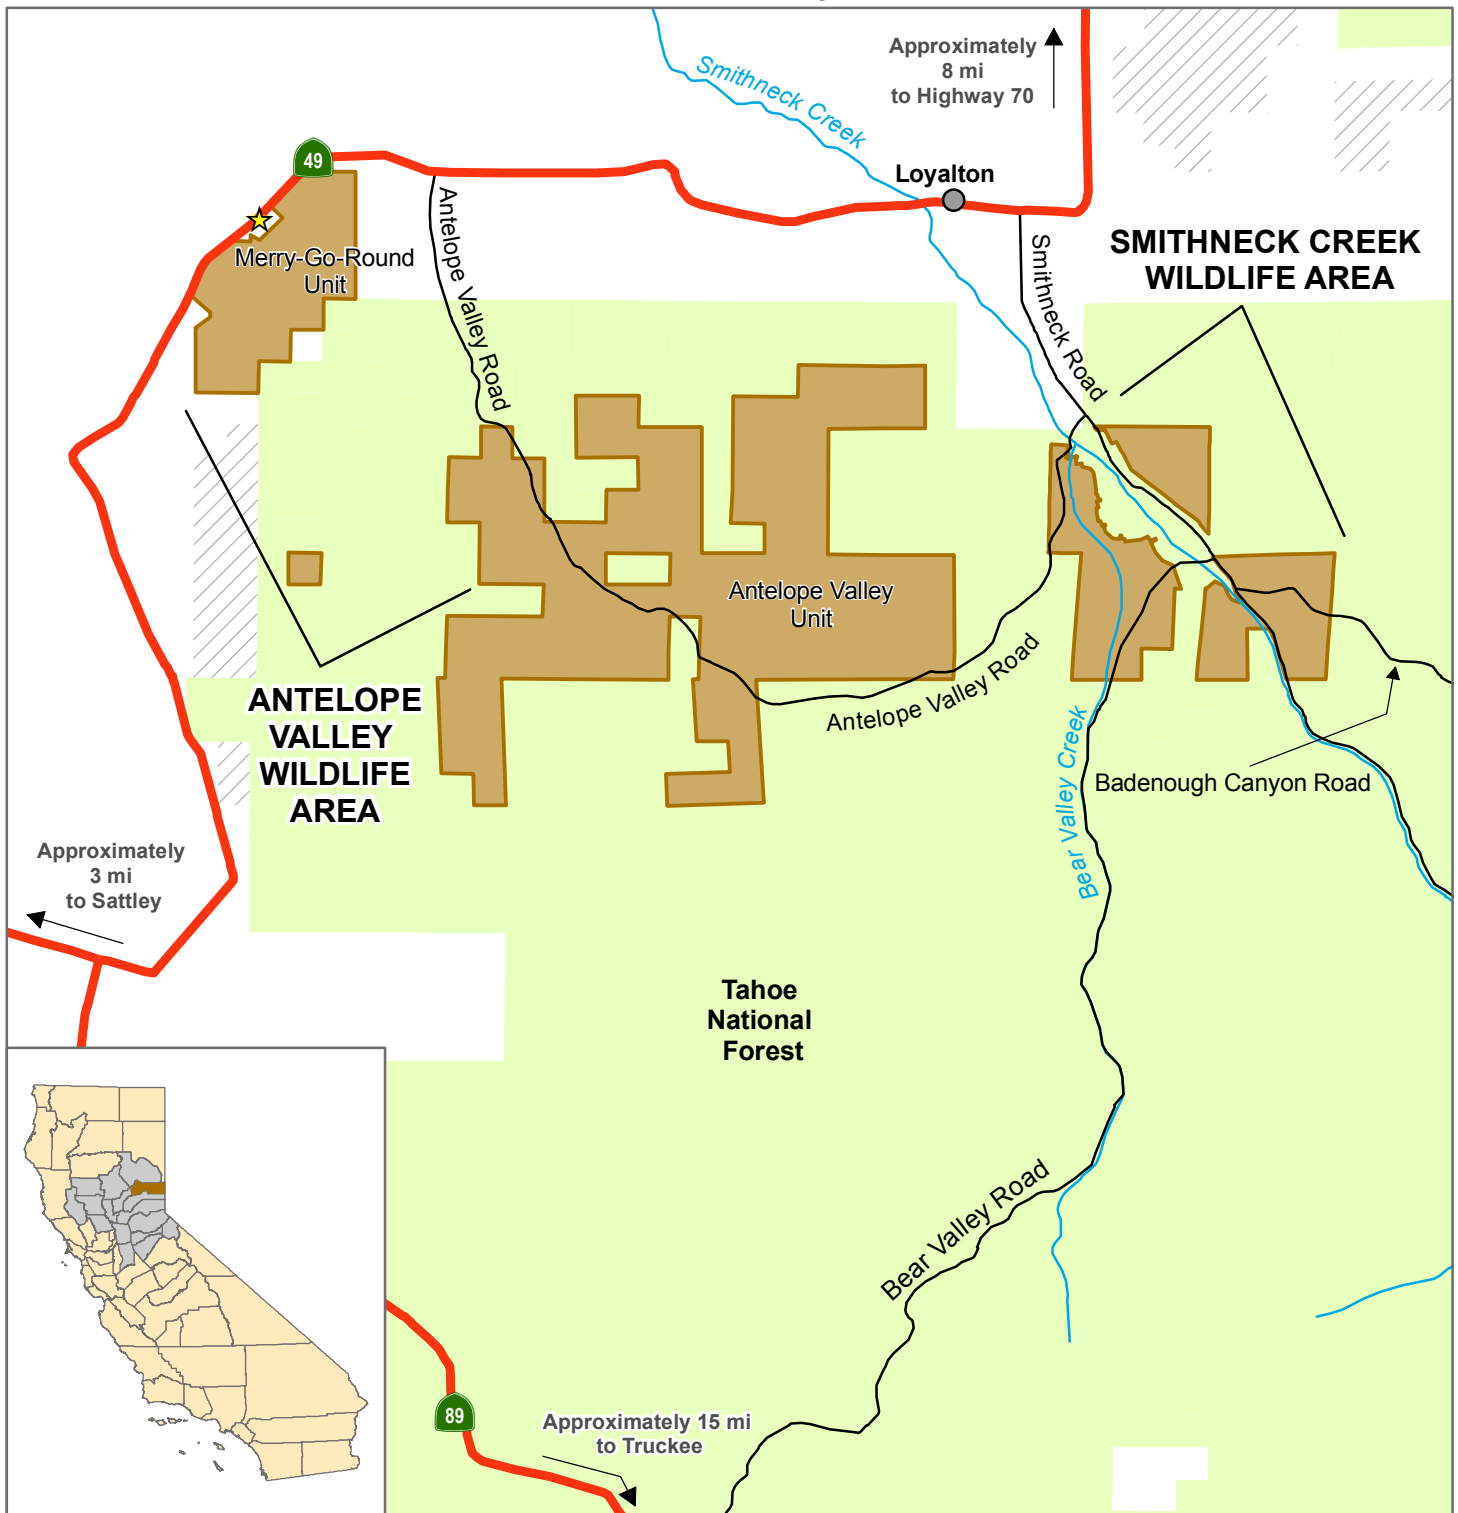 Approximately
8 mi
to Highway 70
Smithneck Creek
49
Loyalton
Antelope Valley Road
Smithneck Road
SMITHNECK CREEK
WILDLIFE AREA
Merry-Go-Round
Unit
Antelope Valley
Unit
Antelope Valley Road
ANTELOPE
VALLEY
WILDLIFE
AREA
Bear Valley Creek
Badenough Canyon Road
Approximately
3 mi
to Sattley
Tahoe
National
Forest
Bear Valley Road
89
Approximately 15 mi
to Truckee